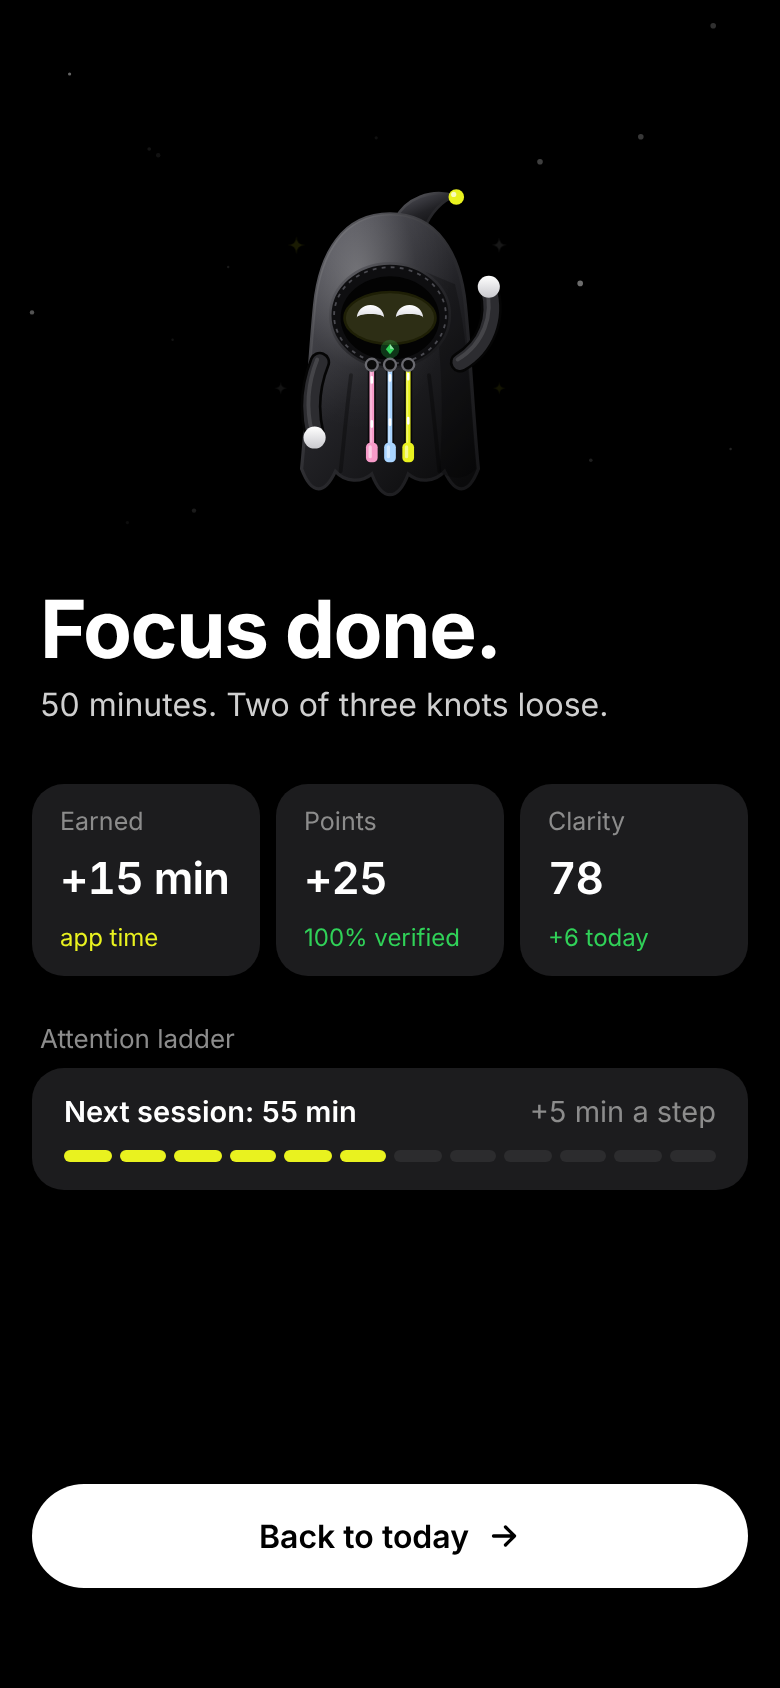 Focus done.
50 minutes. Two of three knots loose.
Earned
Points
Clarity
+15 min
+25
78
app time
100% verified
+6 today
Attention ladder
Next session: 55 min
+5 min a step
Back to today →